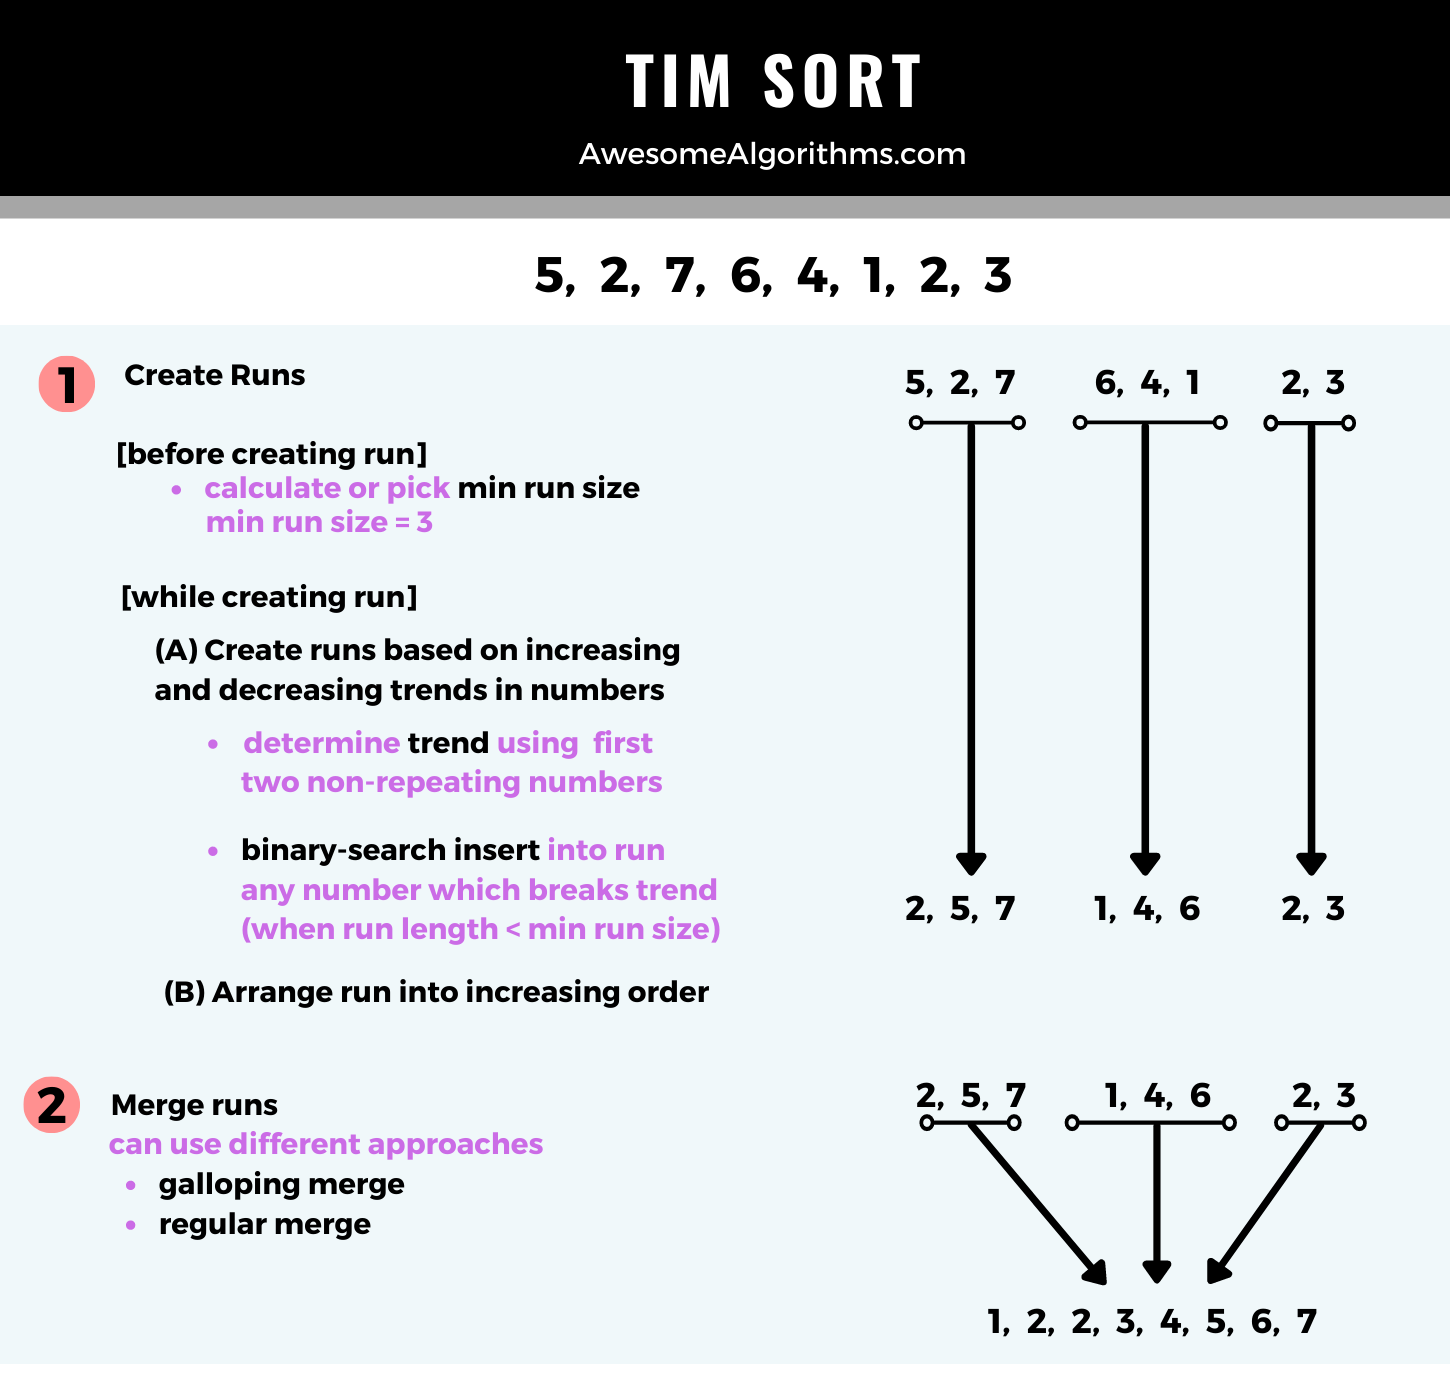 TIM SORT
AwesomeAlgorithms.com
5, 2, 7, 6, 4, 1, 2, 3
1
Create Runs
[before creating run]
• calculate or pick min run size
min run size = 3
[while creating run]
(A) Create runs based on increasing
and decreasing trends in numbers
• determine trend using first
two non-repeating numbers
• binary-search insert into run
any number which breaks trend
(when run length < min run size)
(B) Arrange run into increasing order
5, 2, 7
6, 4, 1
2, 3
2, 5, 7
1, 4, 6
2, 3
2
Merge runs
can use different approaches
• galloping merge
• regular merge
2, 5, 7
1, 4, 6
2, 3
1, 2, 2, 3, 4, 5, 6, 7